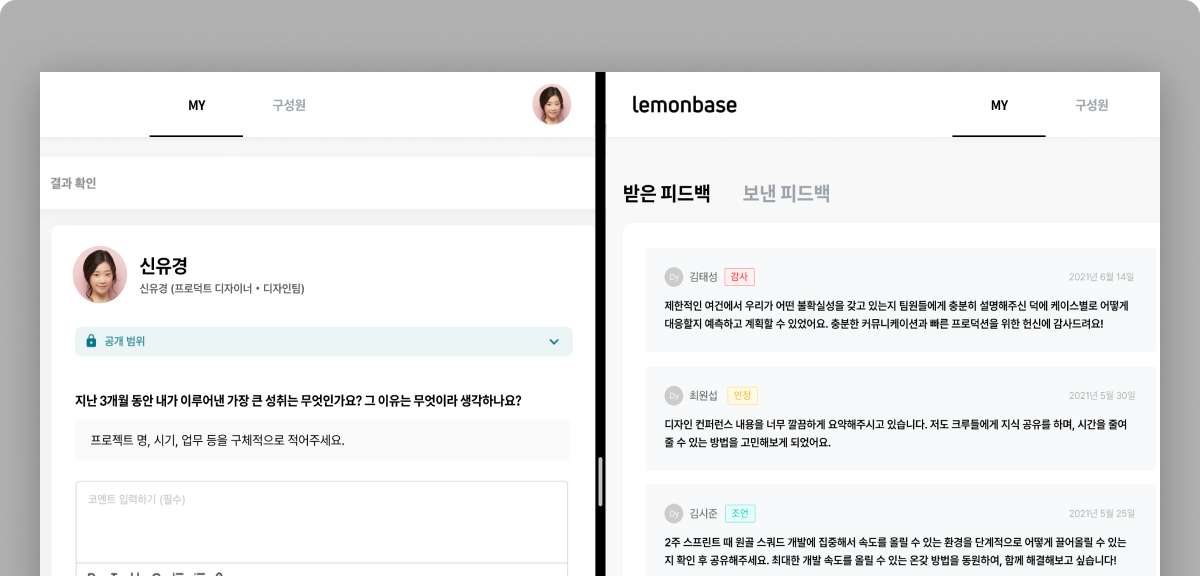 MY
구성원
결과 확인
신유경
신유경 (프로덕트 디자이너 • 디자인팀)
공개 범위
지난 3개월 동안 내가 이루어낸 가장 큰 성취는 무엇인가요? 그 이유는 무엇이라 생각하나요?
프로젝트 명, 시기, 업무 등을 구체적으로 적어주세요.
코멘트 입력하기 (필수)
lemonbase
MY
구성원
받은 피드백
보낸 피드백
Dy 김태성 감사 2021년 6월 14일
제한적인 여건에서 우리가 어떤 불확실성을 갖고 있는지 팀원들에게 충분히 설명해주신 덕에 케이스별로 어떻게
대응할지 예측하고 계획할 수 있었어요. 충분한 커뮤니케이션과 빠른 프로덕션을 위한 헌신에 감사드려요!
Dy 최원섭 인정 2021년 5월 30일
디자인 컨퍼런스 내용을 너무 깔끔하게 요약해주시고 있습니다. 저도 크루들에게 지식 공유를 하며, 시간을 줄여
줄 수 있는 방법을 고민해보게 되었어요.
Dy 김시준 조언 2021년 5월 25일
2주 스프린트 때 원골 스쿼드 개발에 집중해서 속도를 올릴 수 있는 환경을 단계적으로 어떻게 끌어올릴 수 있는
지 확인 후 공유해주세요. 최대한 개발 속도를 올릴 수 있는 온갖 방법을 동원하여, 함께 해결해보고 싶습니다!